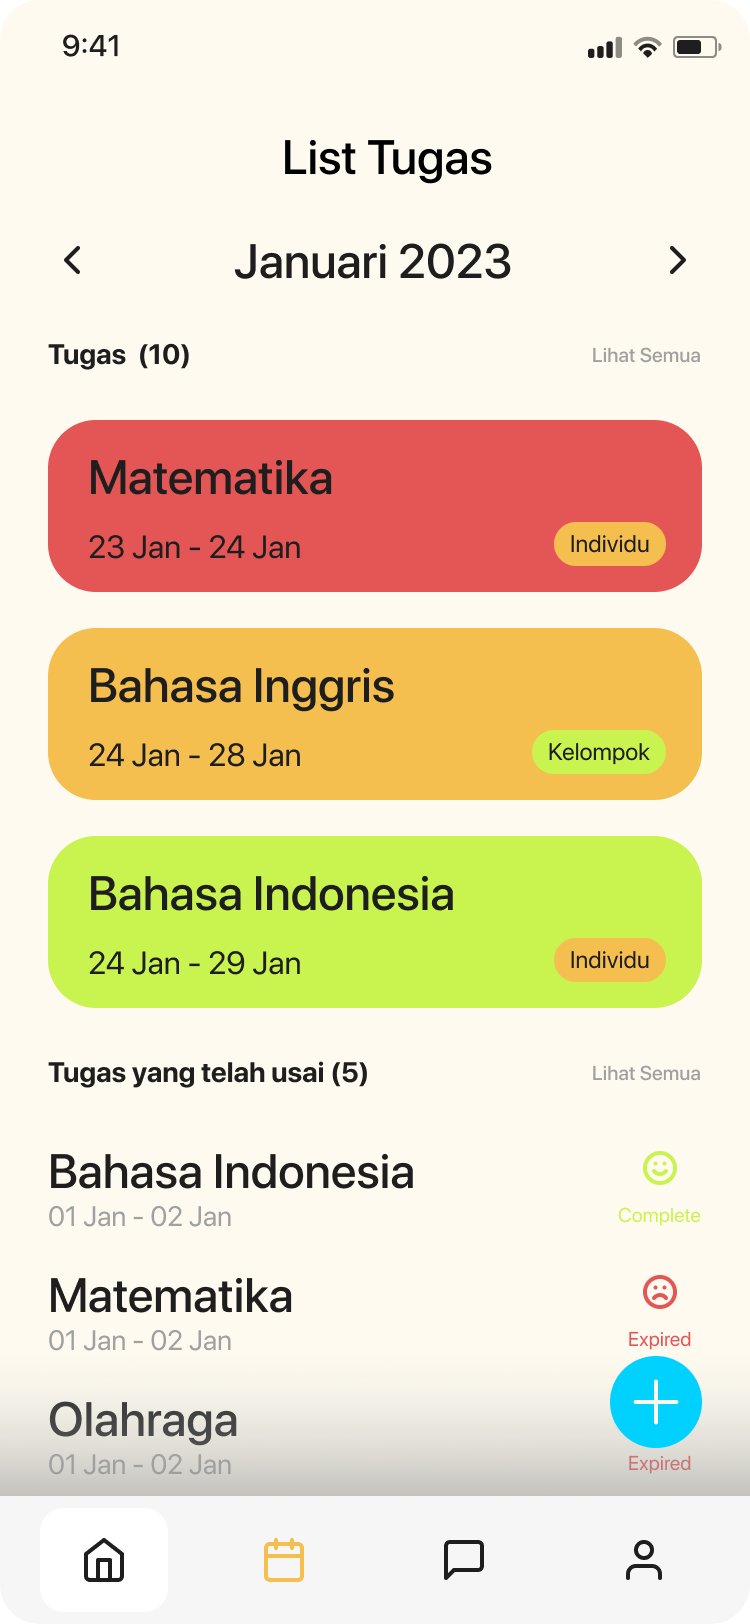 9:41
List Tugas
Januari 2023
Tugas (10) Lihat Semua
Matematika
23 Jan - 24 Jan Individu
Bahasa Inggris
24 Jan - 28 Jan Kelompok
Bahasa Indonesia
24 Jan - 29 Jan Individu
Tugas yang telah usai (5) Lihat Semua
Bahasa Indonesia
01 Jan - 02 Jan Complete
Matematika
01 Jan - 02 Jan Expired
Olahraga
01 Jan - 02 Jan Expired